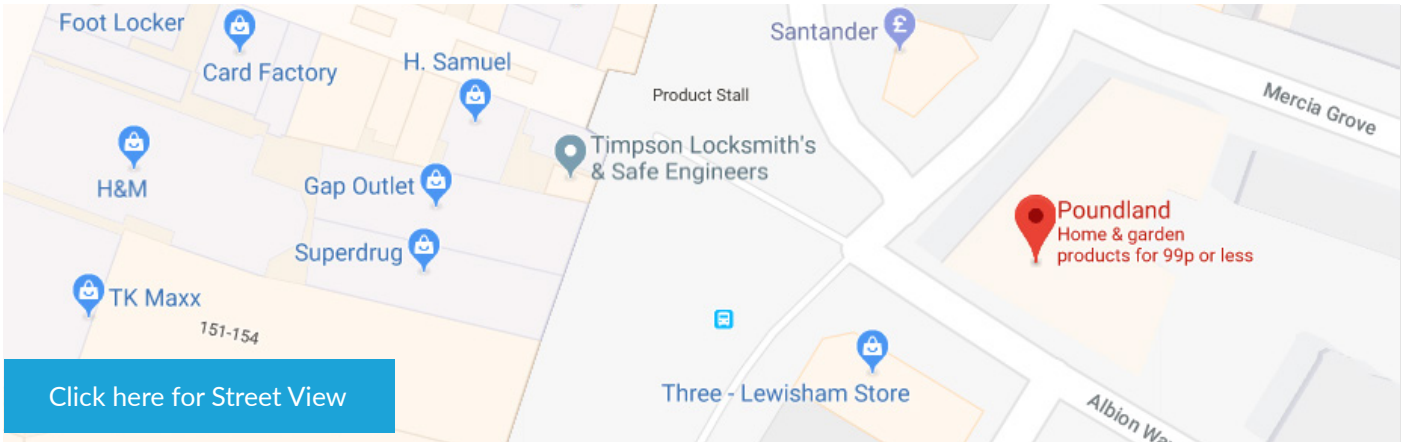 Foot Locker
Card Factory
H. Samuel
Santander
£
Product Stall
Mercia Grove
Timpson Locksmith's
& Safe Engineers
H&M
Gap Outlet
Poundland
Home & garden
products for 99p or less
Superdrug
TK Maxx
151-154
Three - Lewisham Store
Click here for Street View
Albion